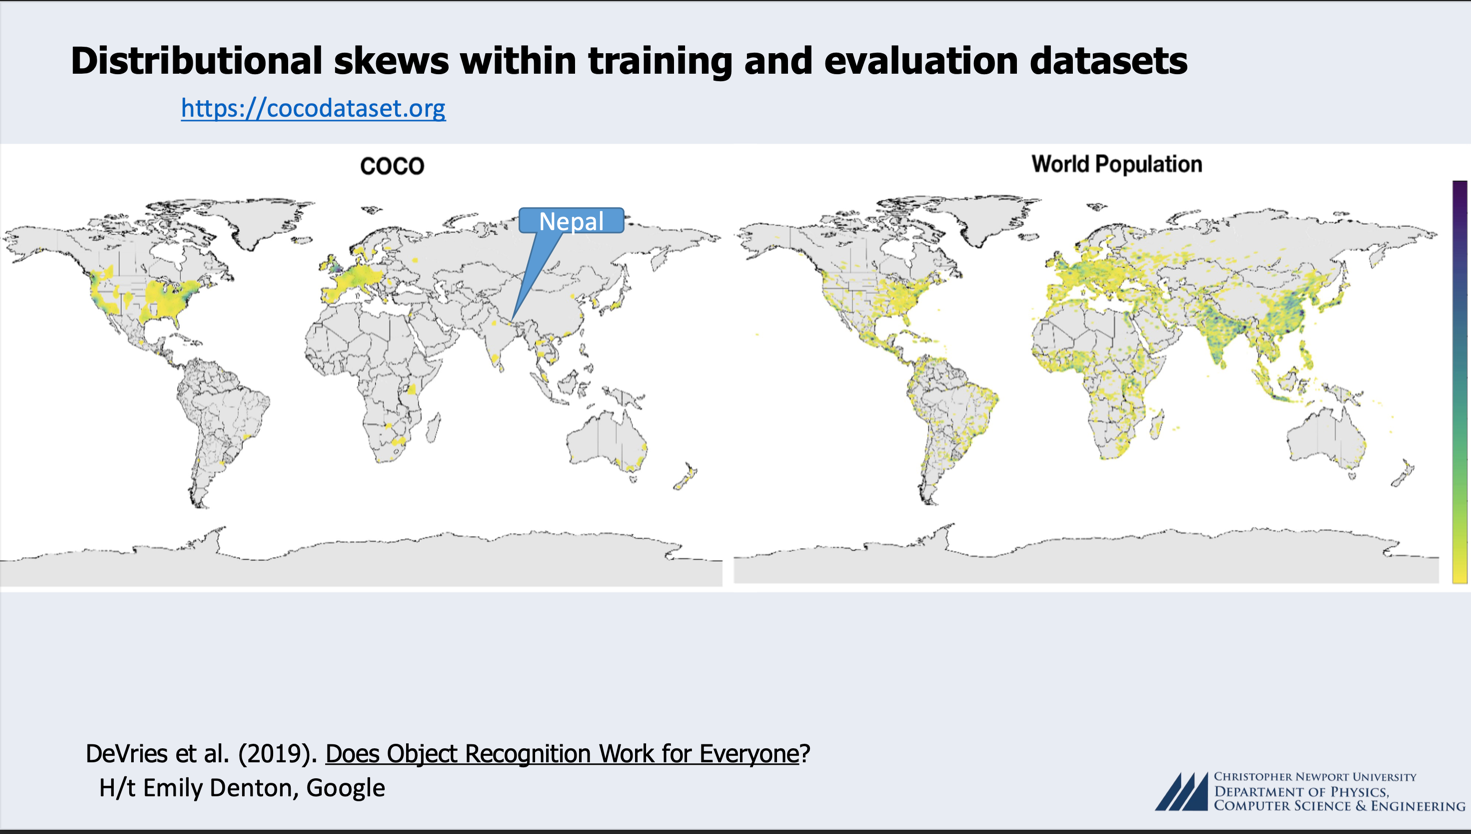 Distributional skews within training and evaluation datasets
https://cocodataset.org
COCO
World Population
Nepal
DeVries et al. (2019). Does Object Recognition Work for Everyone?
H/t Emily Denton, Google
CHRISTOPHER NEWPORT UNIVERSITY
DEPARTMENT OF PHYSICS,
COMPUTER SCIENCE & ENGINEERING